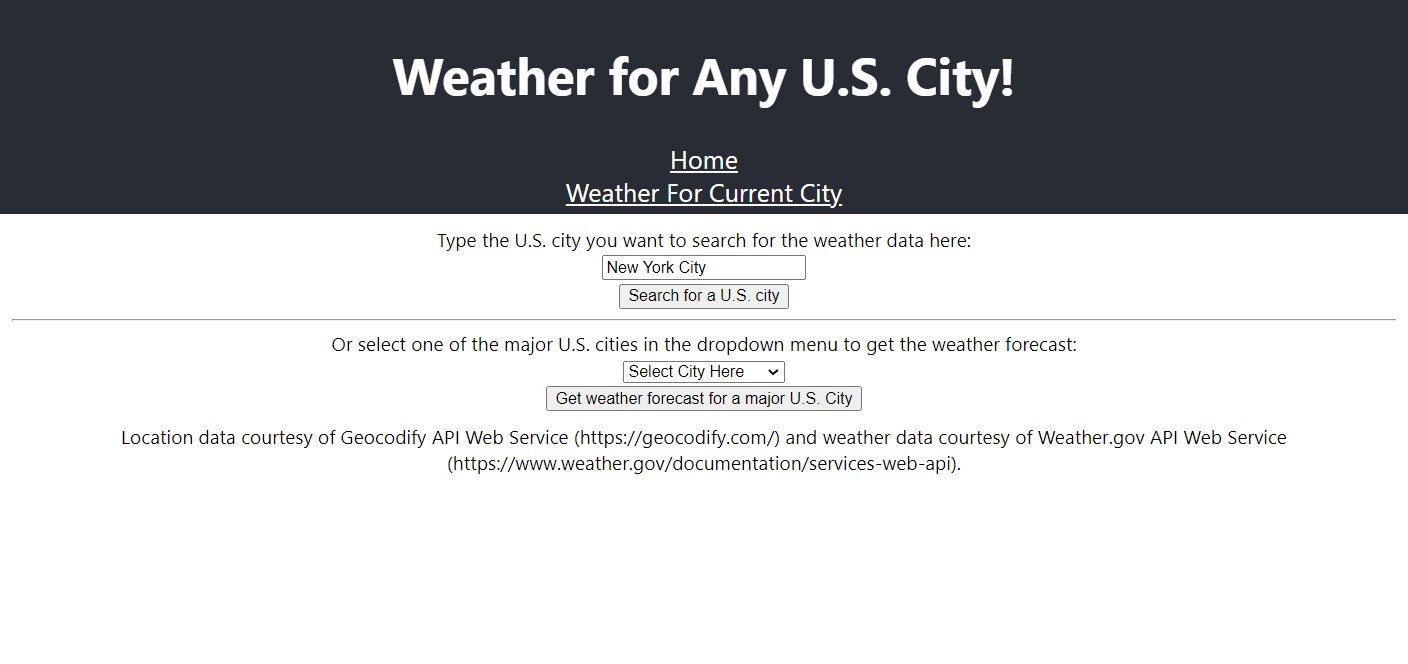 Weather for Any U.S. City!
Home
Weather For Current City
Type the U.S. city you want to search for the weather data here:
New York City
Search for a U.S. city
Or select one of the major U.S. cities in the dropdown menu to get the weather forecast:
Select City Here
Get weather forecast for a major U.S. City
Location data courtesy of Geocodify API Web Service (https://geocodify.com/) and weather data courtesy of Weather.gov API Web Service
(https://www.weather.gov/documentation/services-web-api).